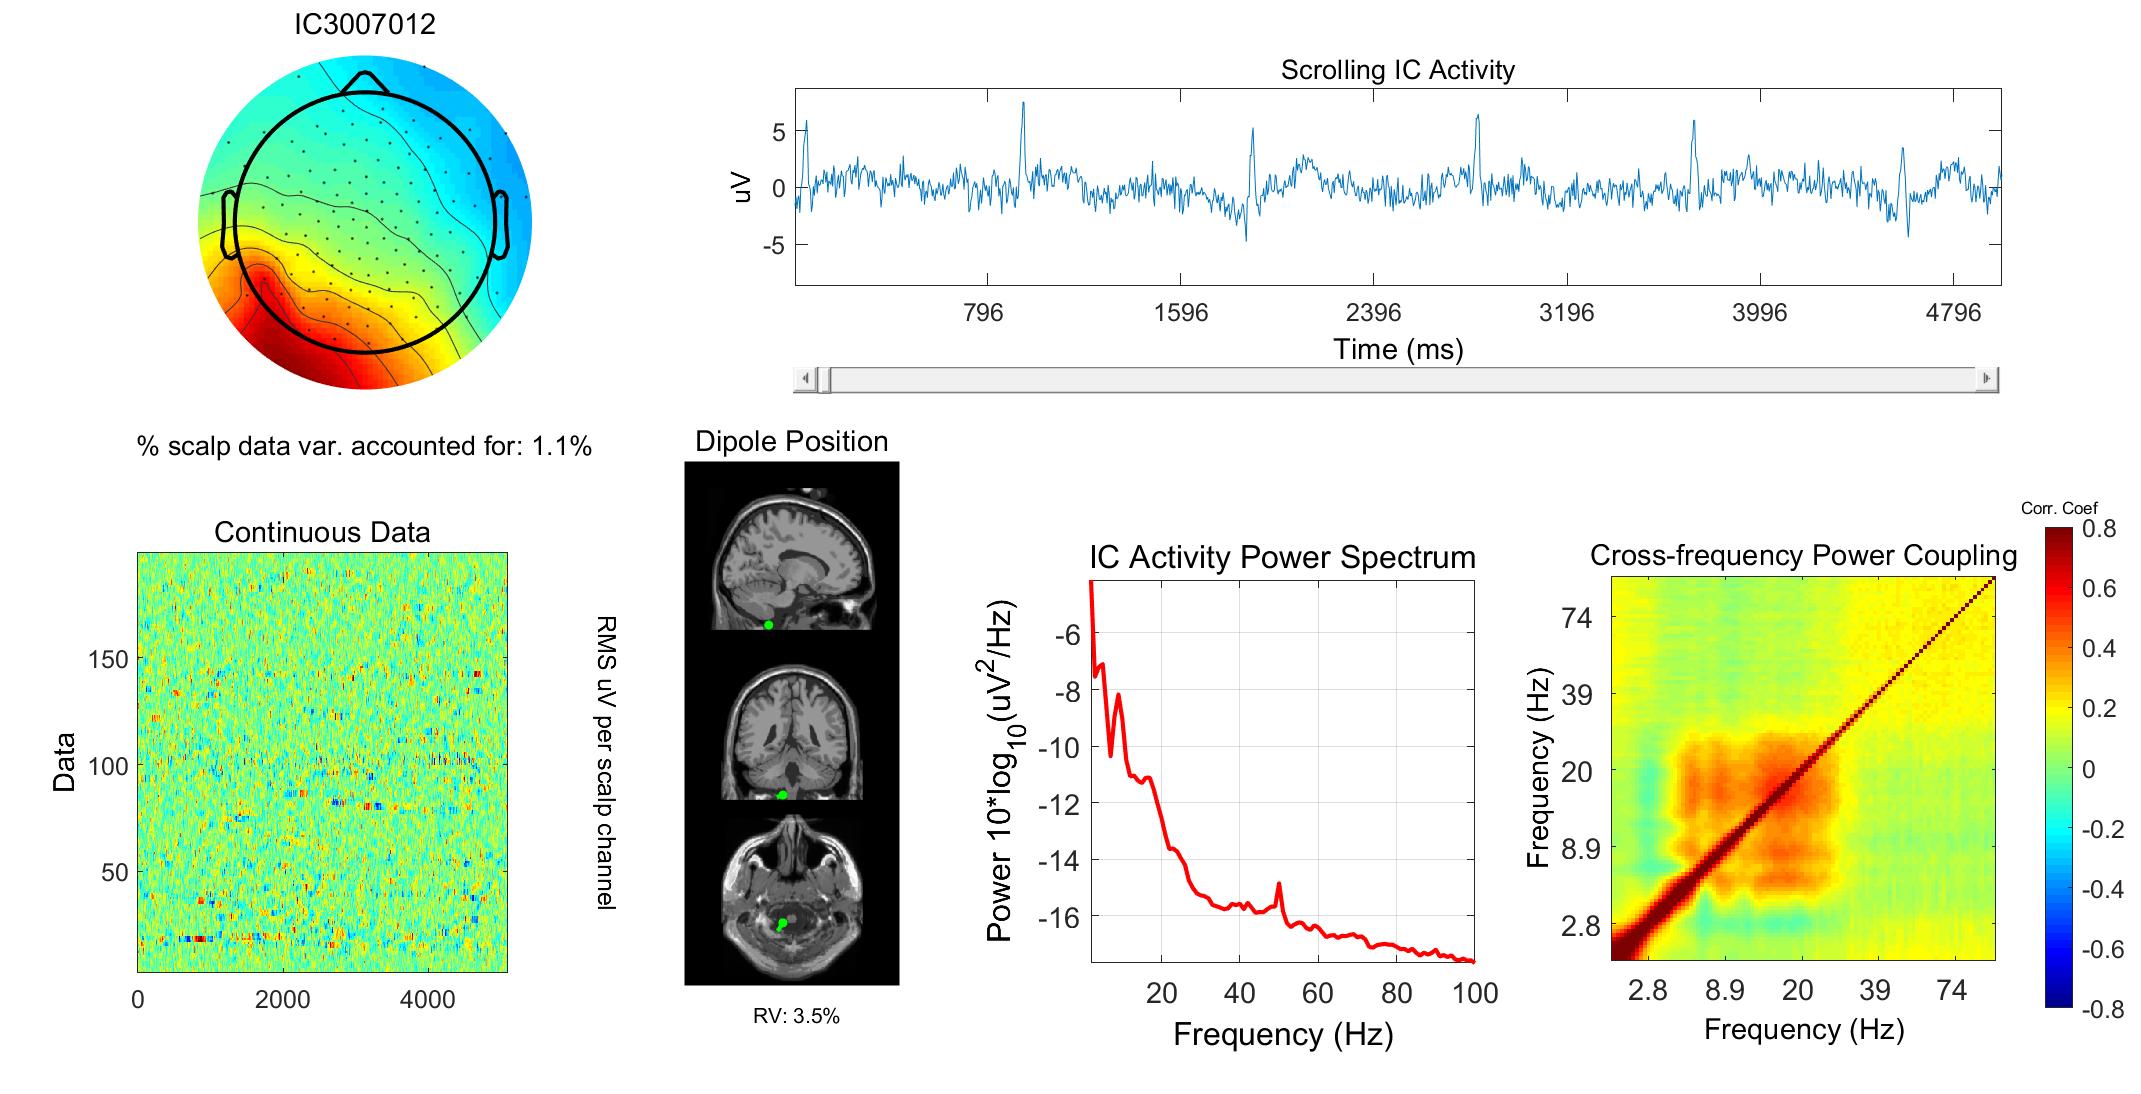 IC3007012
Scrolling IC Activity
uV
5
0
-5
796 1596 2396 3196 3996 4796
Time (ms)
% scalp data var. accounted for: 1.1%
Continuous Data
Data
150
100
50
0 2000 4000
RMS uV per scalp channel
Dipole Position
RV: 3.5%
IC Activity Power Spectrum
Power 10*log10(uV2/Hz)
-6
-8
-10
-12
-14
-16
20 40 60 80 100
Frequency (Hz)
Cross-frequency Power Coupling
Frequency (Hz)
74
39
20
8.9
2.8
2.8 8.9 20 39 74
Frequency (Hz)
Corr. Coef
0.8
0.6
0.4
0.2
0
-0.2
-0.4
-0.6
-0.8